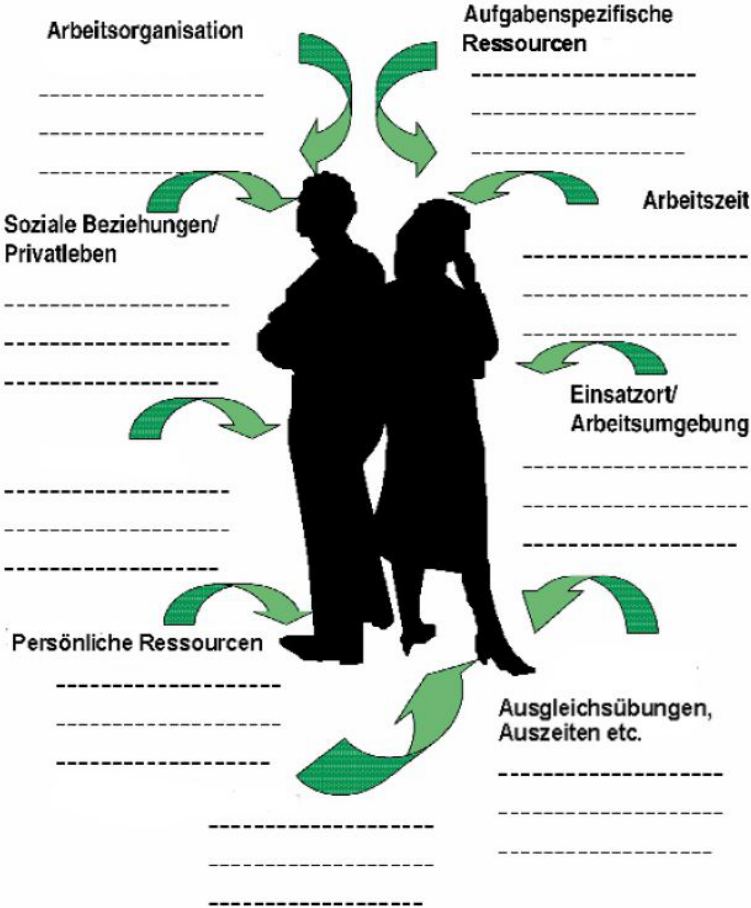 Arbeitsorganisation
Aufgabenspezifische
Ressourcen
Arbeitszeit
Soziale Beziehungen/
Privatleben
Einsatzort/
Arbeitsumgebung
Persönliche Ressourcen
Ausgleichsübungen,
Auszeiten etc.